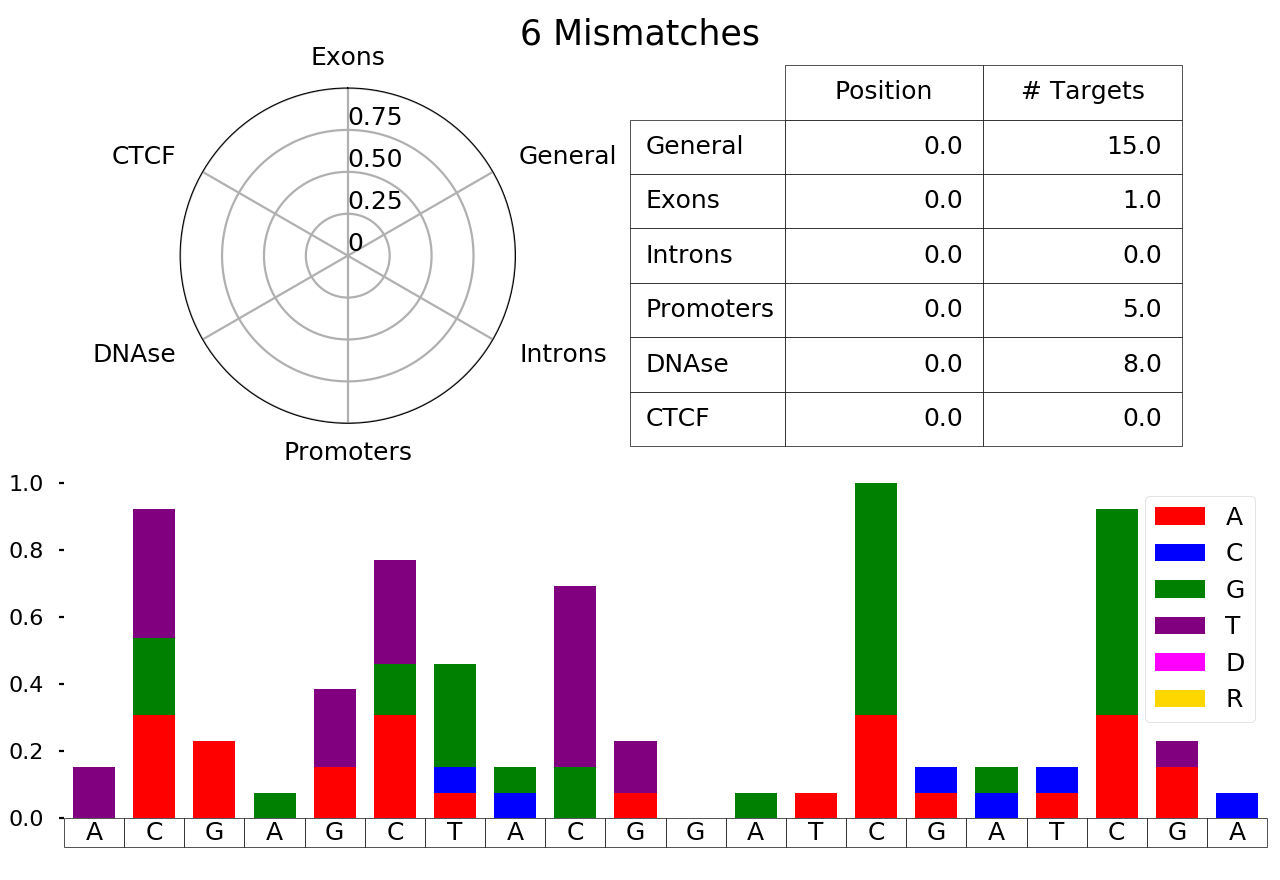 6 Mismatches
Exons
General
Introns
Promoters
DNAse
CTCF
0.75
0.50
0.25
0
Position # Targets
General 0.0 15.0
Exons 0.0 1.0
Introns 0.0 0.0
Promoters 0.0 5.0
DNAse 0.0 8.0
CTCF 0.0 0.0
1.0
0.8
0.6
0.4
0.2
0.0
A C G A G C T A C G G A T C G A T C G A
A
C
G
T
D
R